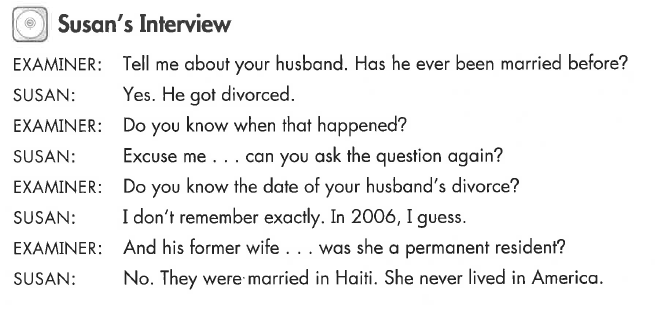 Susan's Interview
EXAMINER: Tell me about your husband. Has he ever been married before?
SUSAN: Yes. He got divorced.
EXAMINER: Do you know when that happened?
SUSAN: Excuse me . . . can you ask the question again?
EXAMINER: Do you know the date of your husband's divorce?
SUSAN: I don't remember exactly. In 2006, I guess.
EXAMINER: And his former wife . . . was she a permanent resident?
SUSAN: No. They were married in Haiti. She never lived in America.